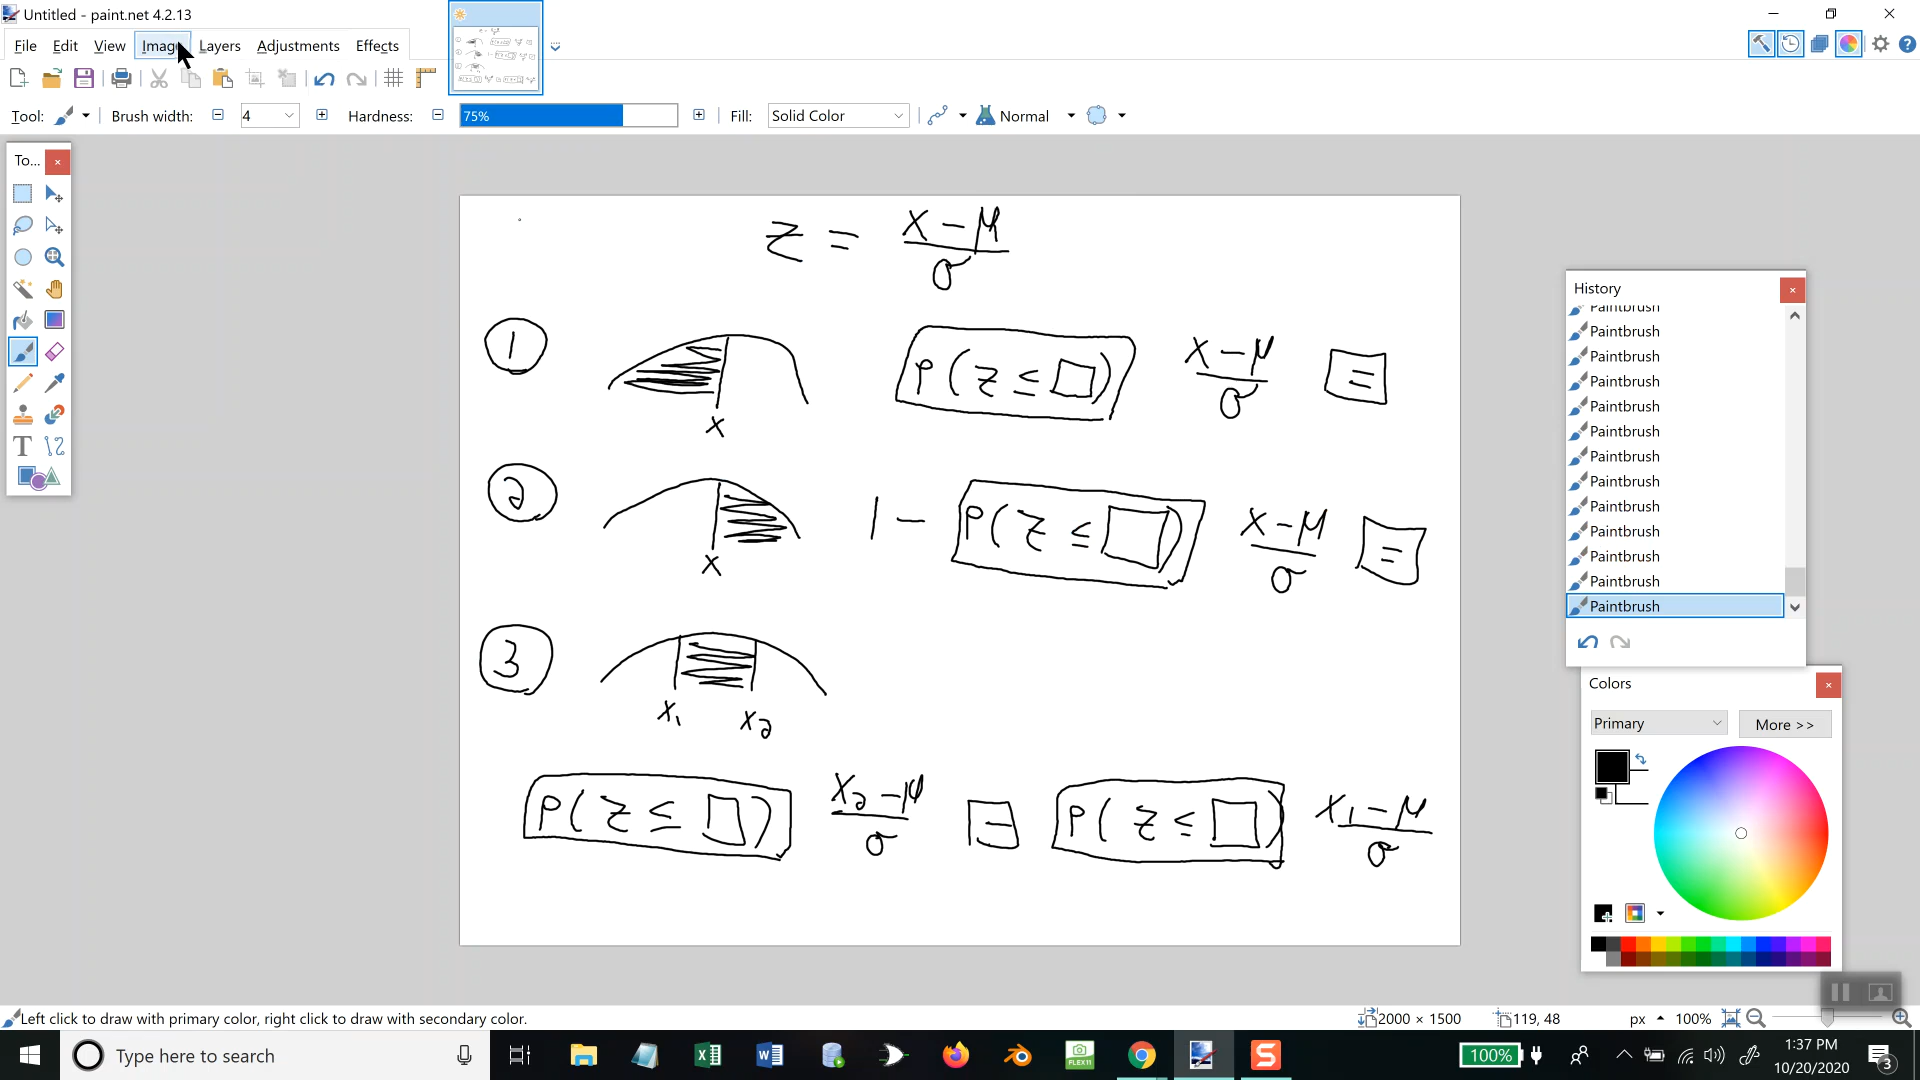 Untitled - paint.net 4.2.13
File Edit View Image Layers Adjustments Effects
Tool: Brush width: 4 Hardness: 75% Fill: Solid Color Normal
To...
z = x - μ / σ
1 P(z ≤ □) x - μ / σ =
x
2 1 - P(z ≤ □) x - μ / σ =
x
3
x₁ x₂
P(z ≤ □) x₂ - μ / σ - P(z ≤ □) x₁ - μ / σ
History
Paintbrush
Paintbrush
Paintbrush
Paintbrush
Paintbrush
Paintbrush
Paintbrush
Paintbrush
Paintbrush
Paintbrush
Paintbrush
Paintbrush
Paintbrush
Colors
Primary More >>
Left click to draw with primary color, right click to draw with secondary color. 2000 × 1500 119, 48 px 100%
Type here to search
FLEX11
100%
1:37 PM
10/20/2020
3